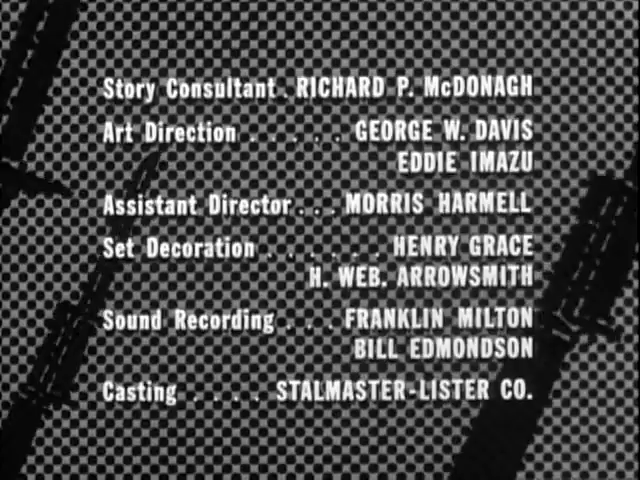 Story Consultant . RICHARD P. McDONAGH
Art Direction . . . . . GEORGE W. DAVIS
EDDIE IMAZU
Assistant Director . . . MORRIS HARMELL
Set Decoration . . . . . . HENRY GRACE
H. WEB. ARROWSMITH
Sound Recording . . . FRANKLIN MILTON
BILL EDMONDSON
Casting . . . . STALMASTER-LISTER CO.